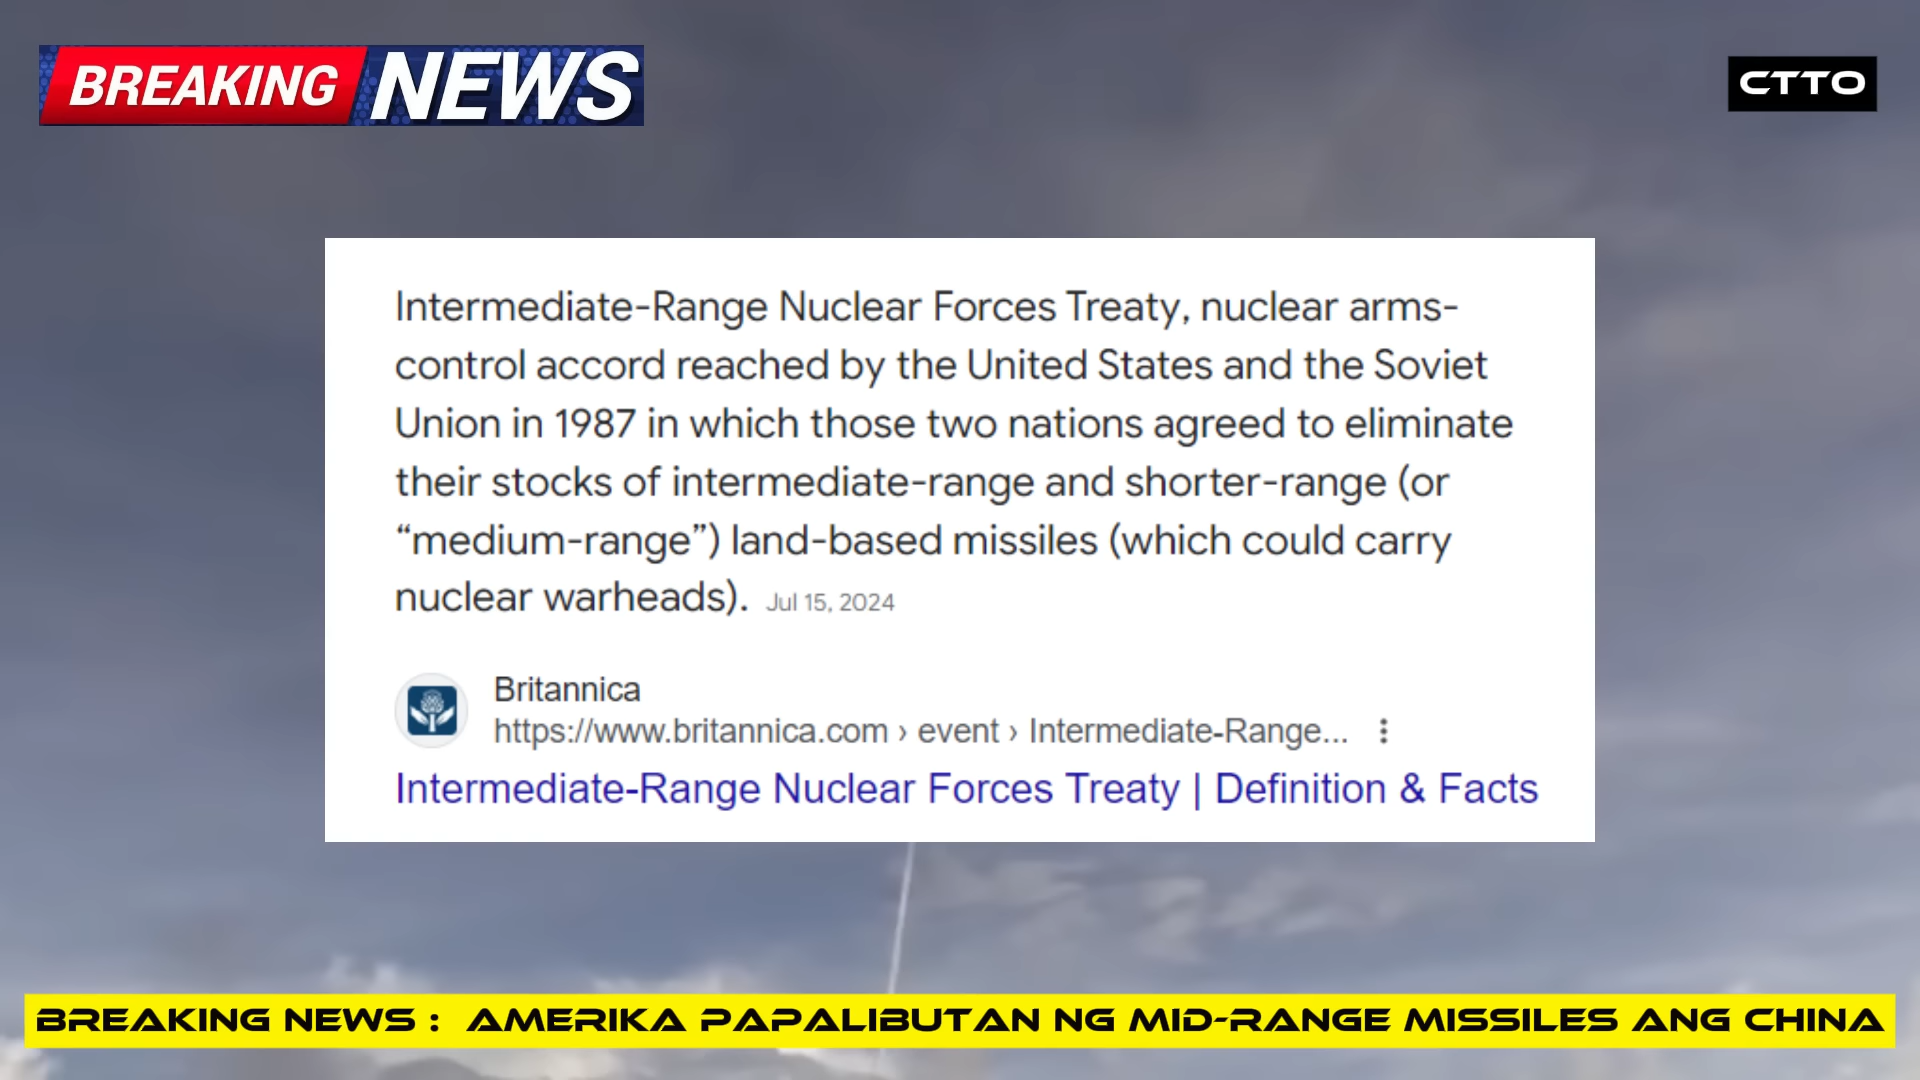 BREAKING NEWS
CTTO
Intermediate-Range Nuclear Forces Treaty, nuclear arms-
control accord reached by the United States and the Soviet
Union in 1987 in which those two nations agreed to eliminate
their stocks of intermediate-range and shorter-range (or
“medium-range”) land-based missiles (which could carry
nuclear warheads). Jul 15, 2024
Britannica
https://www.britannica.com › event › Intermediate-Range...
Intermediate-Range Nuclear Forces Treaty | Definition & Facts
BREAKING NEWS : AMERIKA PAPALIBUTAN NG MID-RANGE MISSILES ANG CHINA